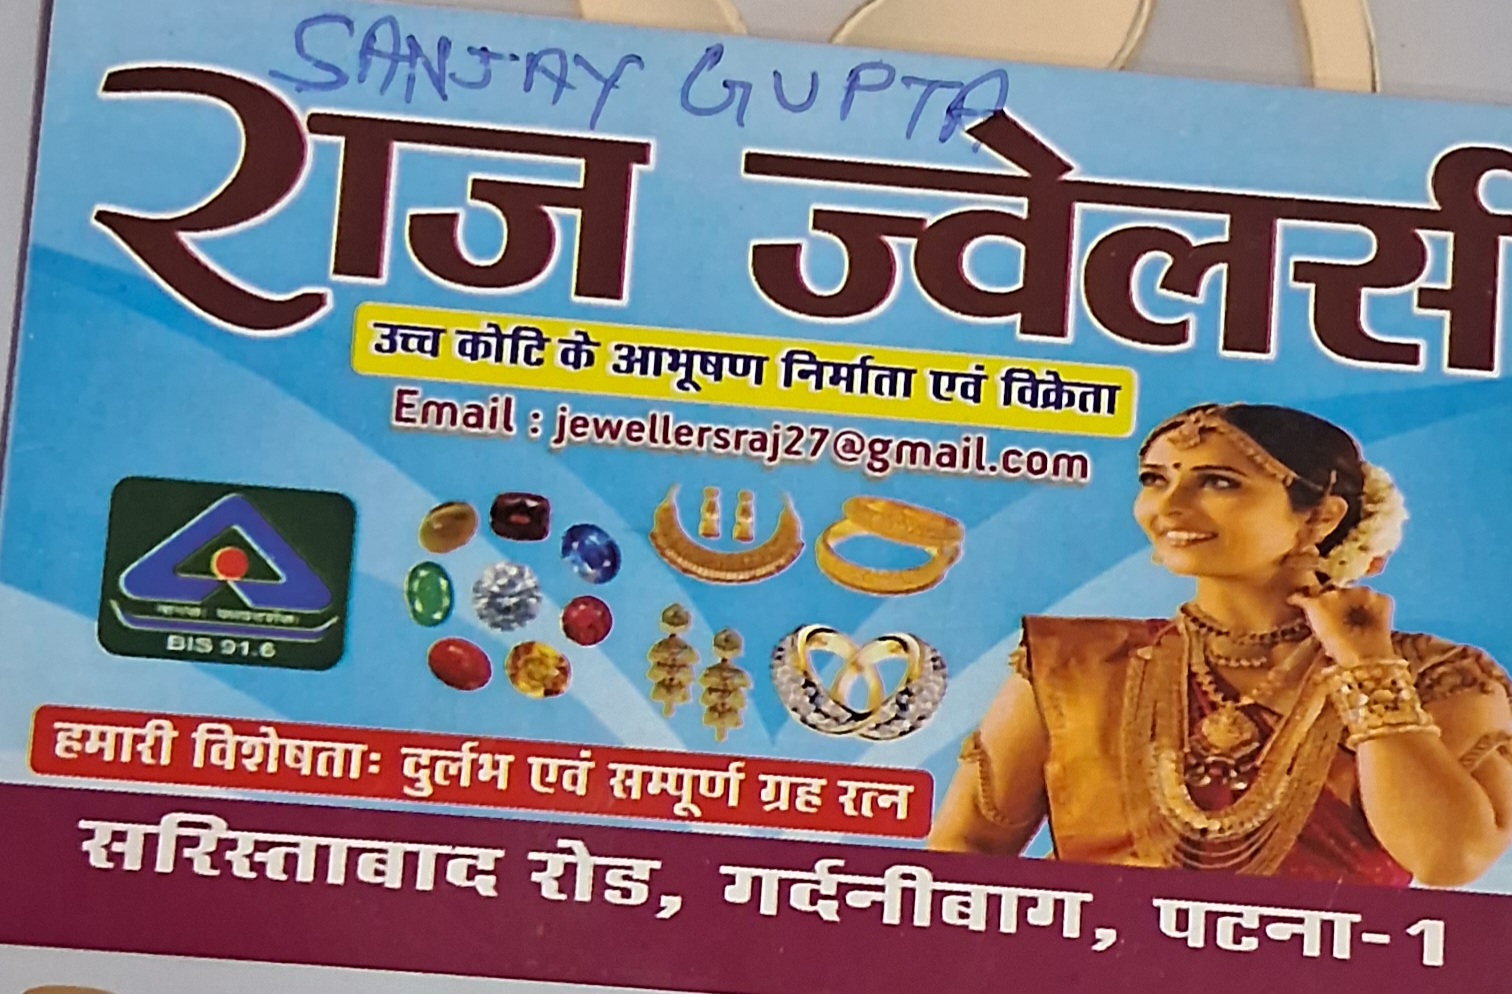 SANJAY GUPTA
राज ज्वेलर्स
उच्च कोटि के आभूषण निर्माता एवं विक्रेता
Email : jewellersraj27@gmail.com
BIS 91.6
हमारी विशेषताः दुर्लभ एवं सम्पूर्ण ग्रह रत्न
सरिस्ताबाद रोड, गर्दनीबाग, पटना-1